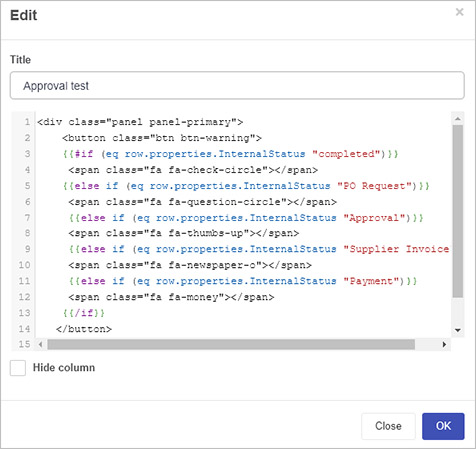 Edit
×
Title
Approval test
1 <div class="panel panel-primary">
2 <button class="btn btn-warning">
3 {{#if (eq row.properties.InternalStatus "completed")}}
4 <span class="fa fa-check-circle"></span>
5 {{else if (eq row.properties.InternalStatus "PO Request")}}
6 <span class="fa fa-question-circle"></span>
7 {{else if (eq row.properties.InternalStatus "Approval")}}
8 <span class="fa fa-thumbs-up"></span>
9 {{else if (eq row.properties.InternalStatus "Supplier Invoice
10 <span class="fa fa-newspaper-o"></span>
11 {{else if (eq row.properties.InternalStatus "Payment")}}
12 <span class="fa fa-money"></span>
13 {{/if}}
14 </button>
15
Hide column
Close
OK